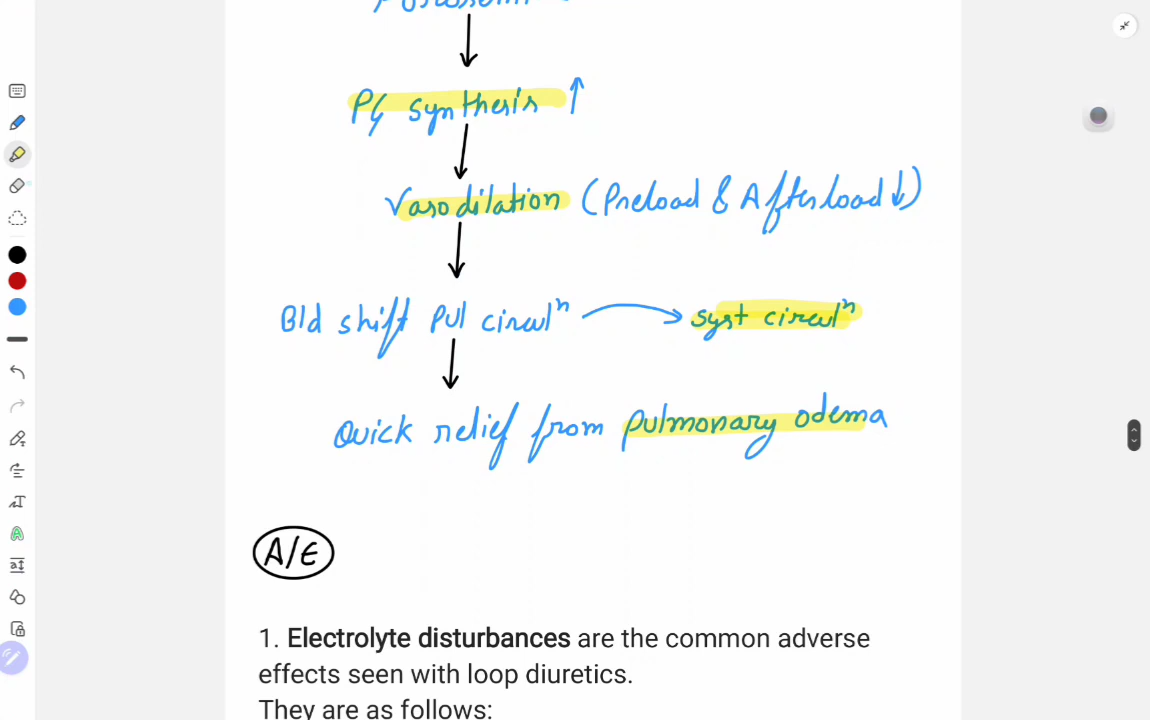 PG synthesis ↑
Vasodilation (Preload & Afterload ↓)
Bld shift Pul circulⁿ → syst circulⁿ
Quick relief from pulmonary odema
A/E
1. Electrolyte disturbances are the common adverse
effects seen with loop diuretics.
They are as follows: